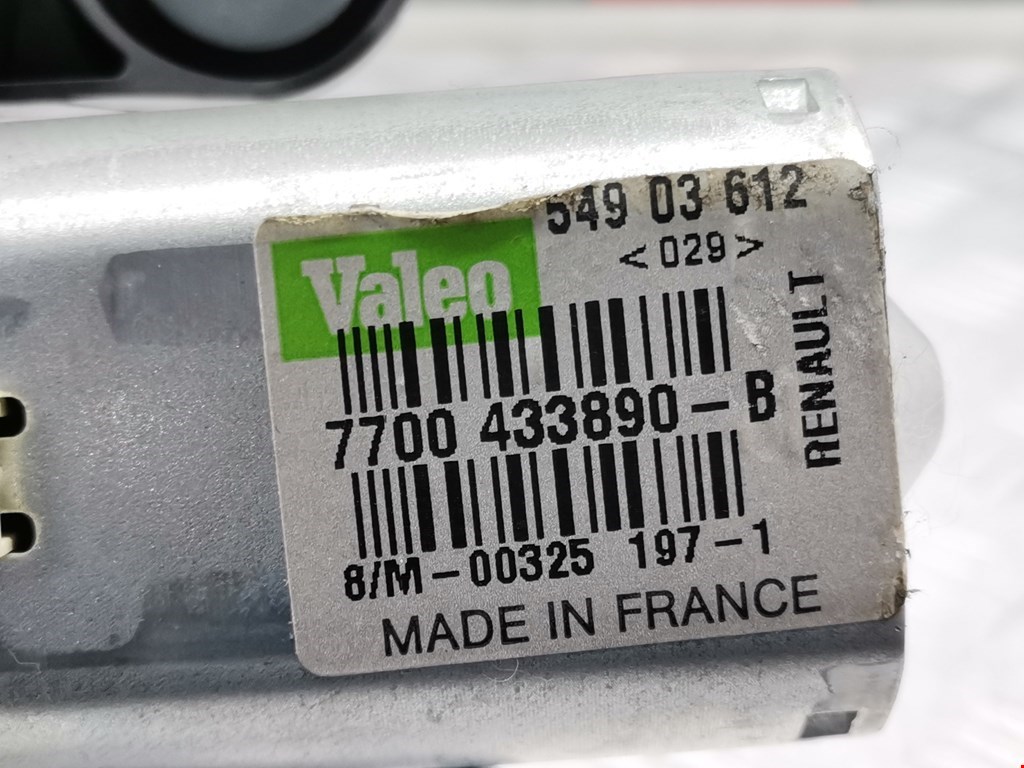 549 03 612
<029>
Valeo
RENAULT
7700 433890-B
8/M-00325 197-1
MADE IN FRANCE